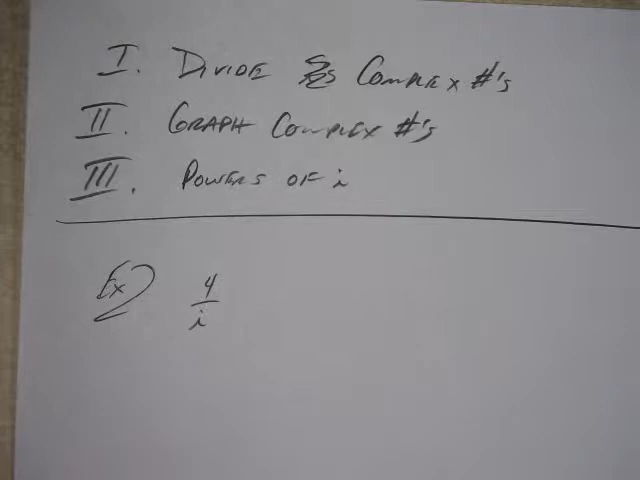 I. DIVIDE COMPLEX #'s
II. GRAPH COMPLEX #'s
III. POWERS OF i
Ex) 4/i